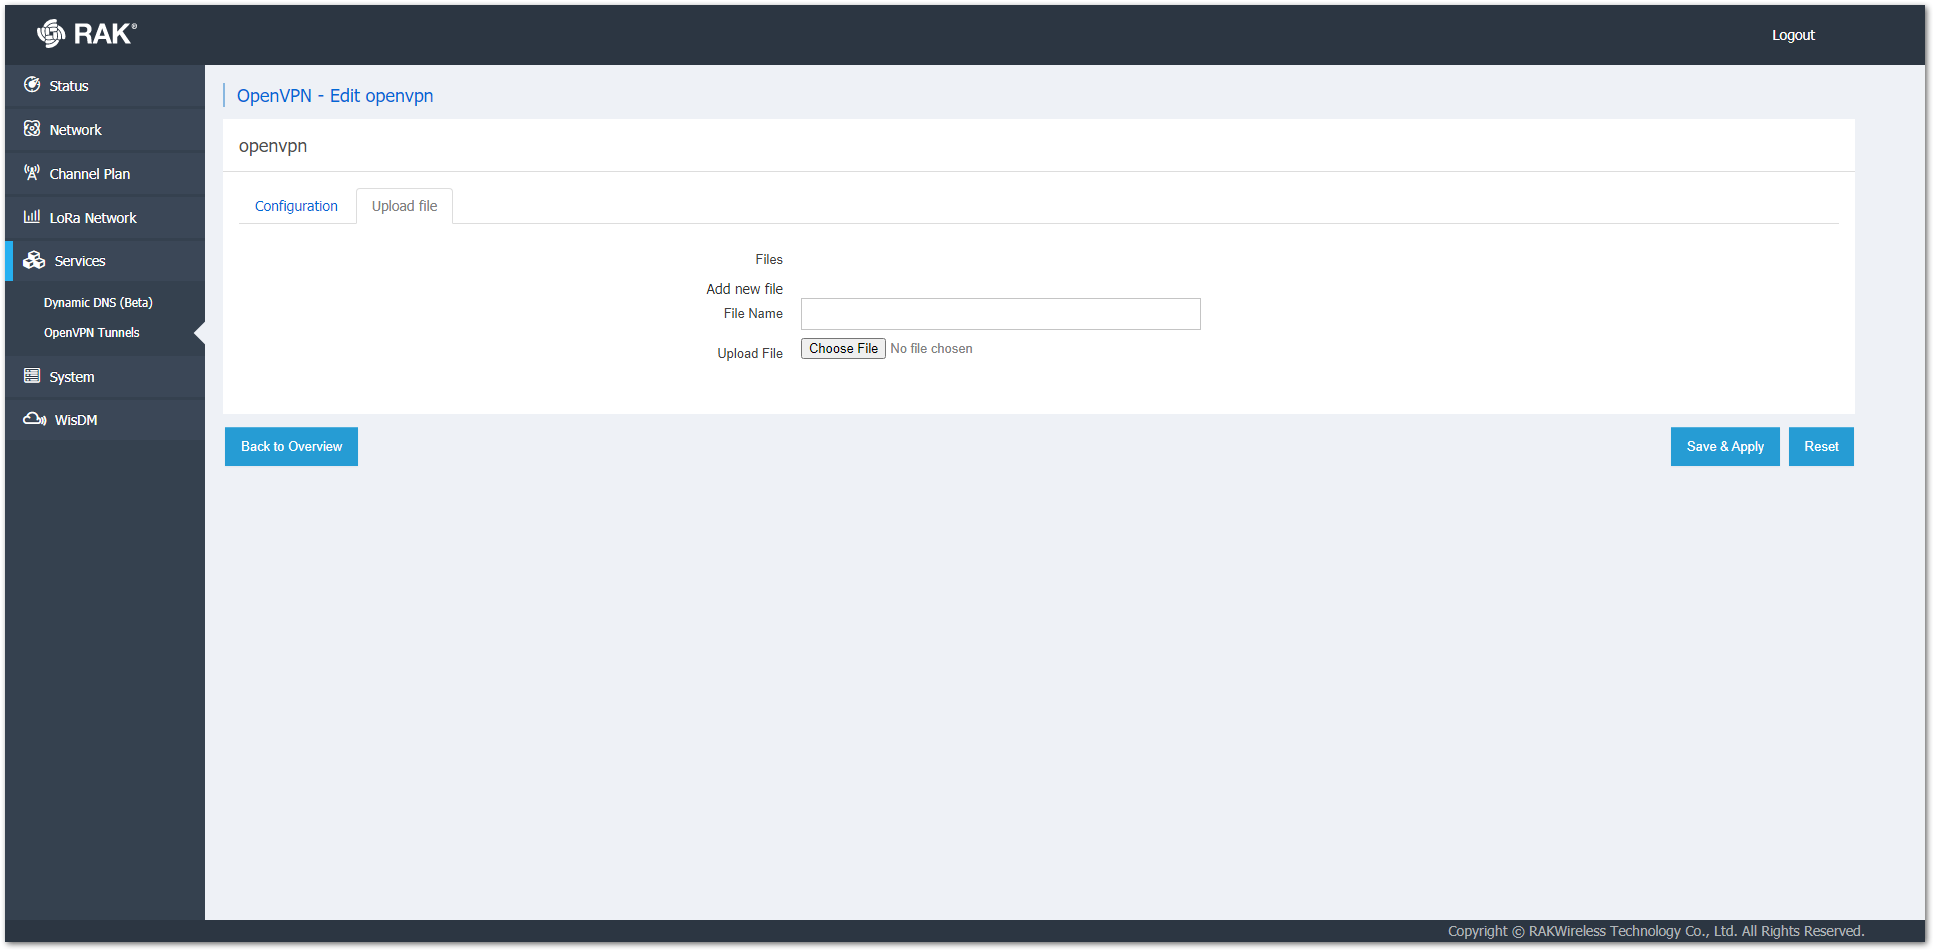 RAK®
Logout
Status
Network
Channel Plan
LoRa Network
Services
Dynamic DNS (Beta)
OpenVPN Tunnels
System
WisDM
OpenVPN - Edit openvpn
openvpn
Configuration
Upload file
Files
Add new file
File Name
Upload File
Choose File No file chosen
Back to Overview
Save & Apply
Reset
Copyright © RAKWireless Technology Co., Ltd. All Rights Reserved.